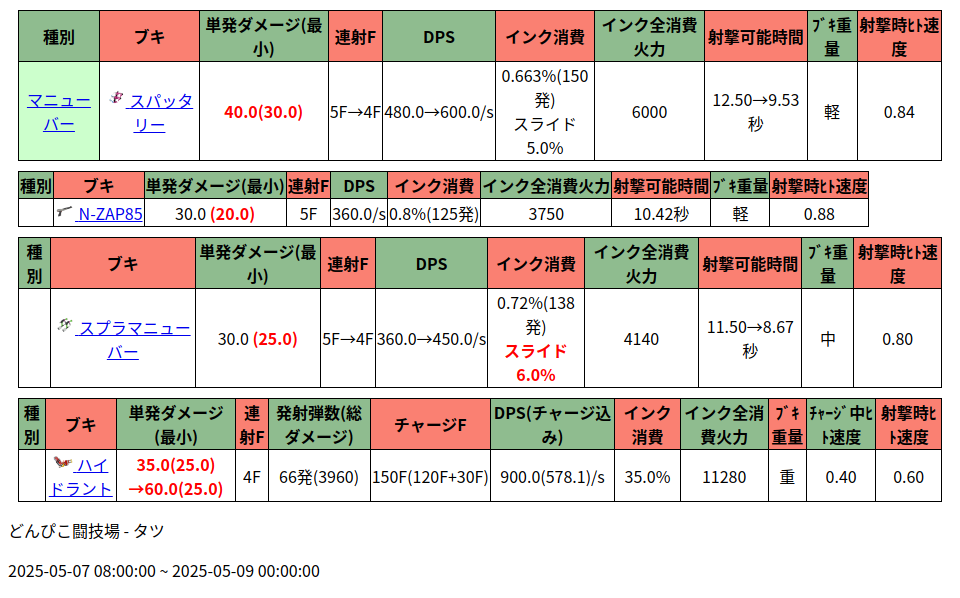 種別 ブキ 単発ダメージ(最小) 連射F DPS インク消費 インク全消費火力 射撃可能時間 ﾌﾞｷ重量 射撃時ﾋﾄ速度
マニューバー スパッタリー 40.0(30.0) 5F→4F 480.0→600.0/s 0.663%(150発) スライド 5.0% 6000 12.50→9.53秒 軽 0.84
種別 ブキ 単発ダメージ(最小) 連射F DPS インク消費 インク全消費火力 射撃可能時間 ﾌﾞｷ重量 射撃時ﾋﾄ速度
N-ZAP85 30.0 (20.0) 5F 360.0/s 0.8%(125発) 3750 10.42秒 軽 0.88
種別 ブキ 単発ダメージ(最小) 連射F DPS インク消費 インク全消費火力 射撃可能時間 ﾌﾞｷ重量 射撃時ﾋﾄ速度
スプラマニューバー 30.0 (25.0) 5F→4F 360.0→450.0/s 0.72%(138発) スライド 6.0% 4140 11.50→8.67秒 中 0.80
種別 ブキ 単発ダメージ(最小) 連射F 発射弾数(総ダメージ) チャージF DPS(チャージ込み) インク消費 インク全消費火力 ﾌﾞｷ重量 ﾁｬｰｼﾞ中ﾋﾄ速度 射撃時ﾋﾄ速度
ハイドラント 35.0(25.0)→60.0(25.0) 4F 66発(3960) 150F(120F+30F) 900.0(578.1)/s 35.0% 11280 重 0.40 0.60
どんぴこ闘技場 - タツ
2025-05-07 08:00:00 ~ 2025-05-09 00:00:00